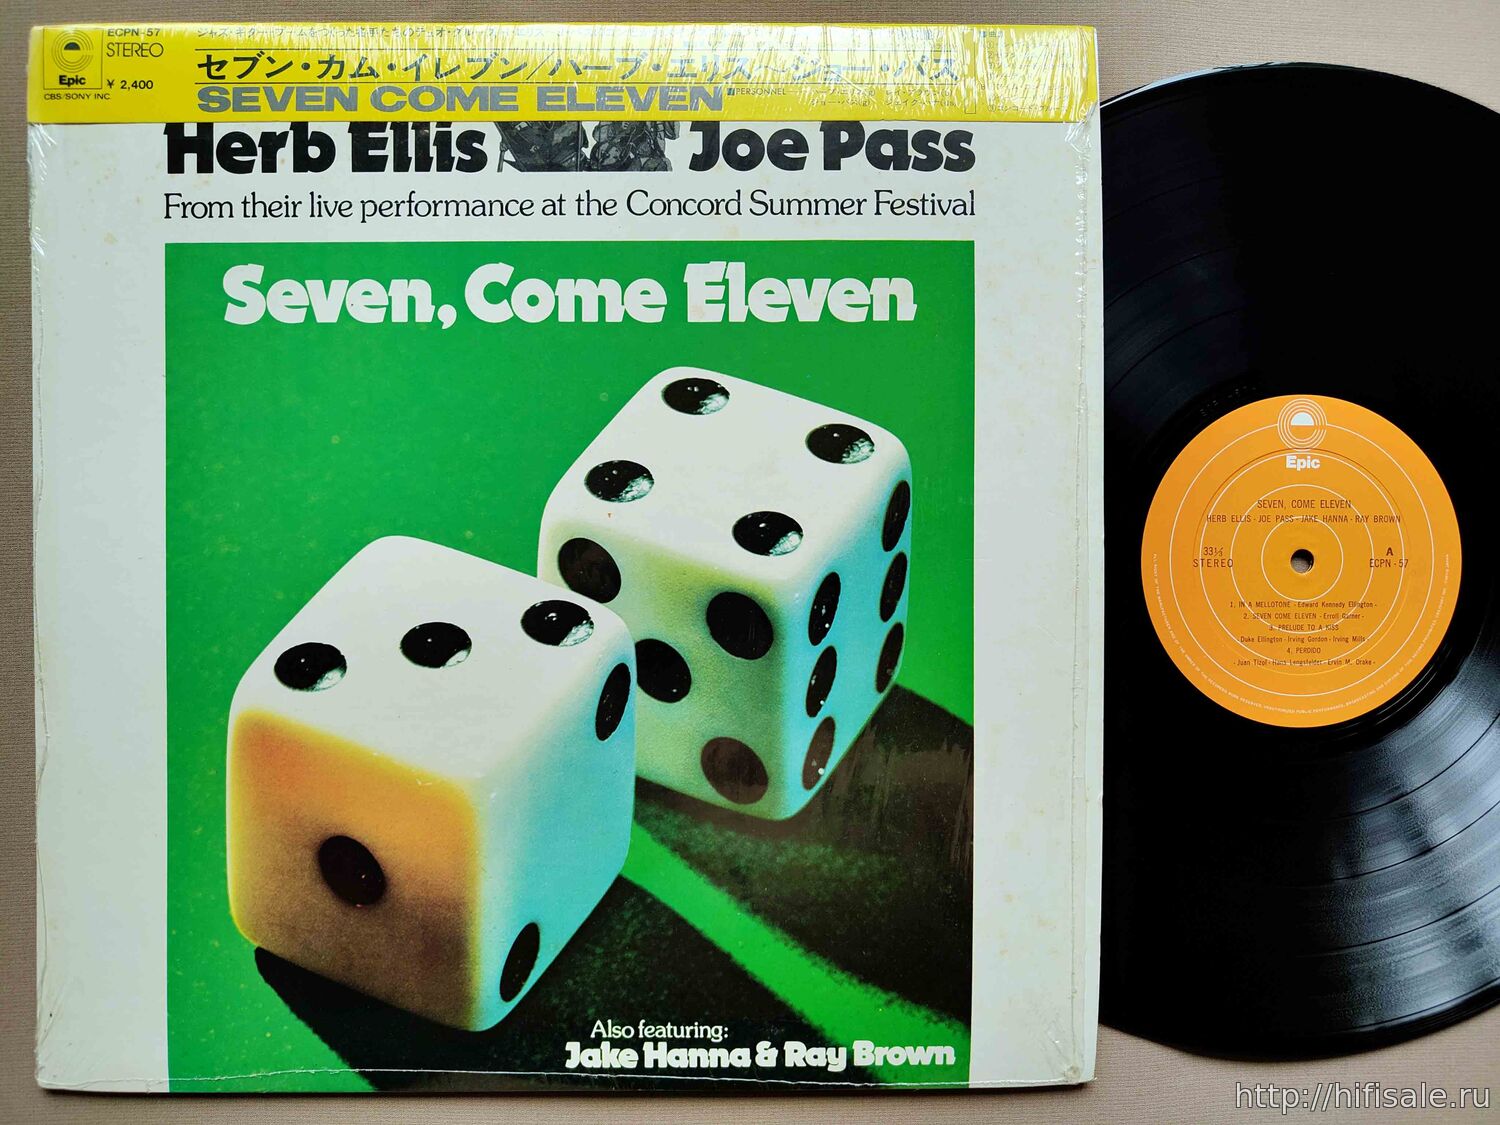 ECPN-57
STEREO
Epic
¥ 2,400
CBS/SONY INC.
セブン・カム・イレブン/ハーブ・エリス〜ジョー・パス
SEVEN COME ELEVEN
PERSONNEL
Herb Ellis Joe Pass
From their live performance at the Concord Summer Festival
Seven, Come Eleven
Also featuring:
Jake Hanna & Ray Brown
Epic
SEVEN, COME ELEVEN
HERB ELLIS - JOE PASS - JAKE HANNA - RAY BROWN
33⅓
STEREO
A
ECPN - 57
1. IN A MELLOTONE - Edward Kennedy Ellington -
2. SEVEN COME ELEVEN - Erroll Garner -
3. PRELUDE TO A KISS
- Duke Ellington - Irving Gordon - Irving Mills -
4. PERDIDO
- Juan Tizol - Hans Lengsfelder - Ervin M. Drake -
http://hifisale.ru